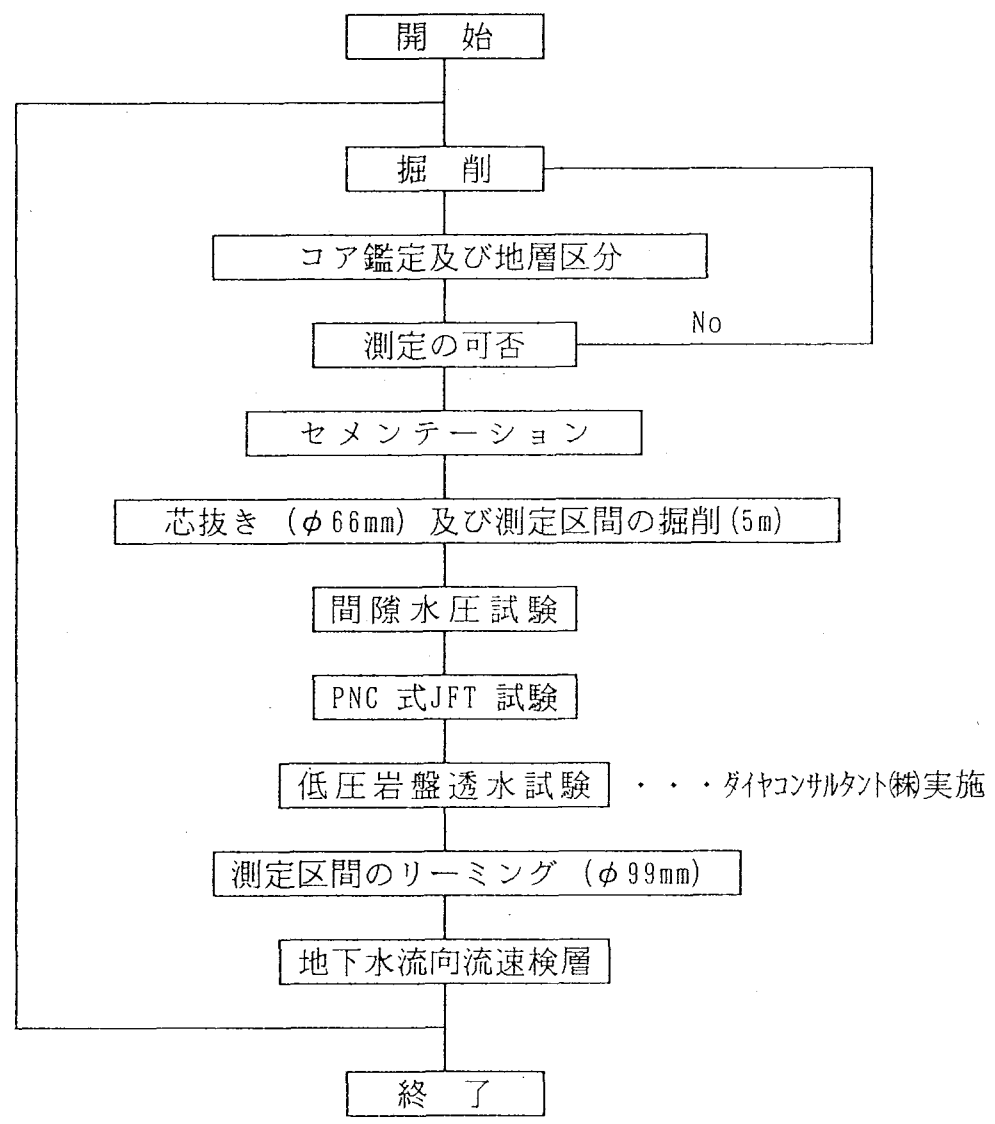 開 始
掘 削
コア鑑定及び地層区分
No
測定の可否
セメンテーション
芯抜き (φ66mm) 及び測定区間の掘削(5m)
間隙水圧試験
PNC 式JFT 試験
低圧岩盤透水試験 ・・・ダイヤコンサルタント㈱実施
測定区間のリーミング (φ99mm)
地下水流向流速検層
終 了